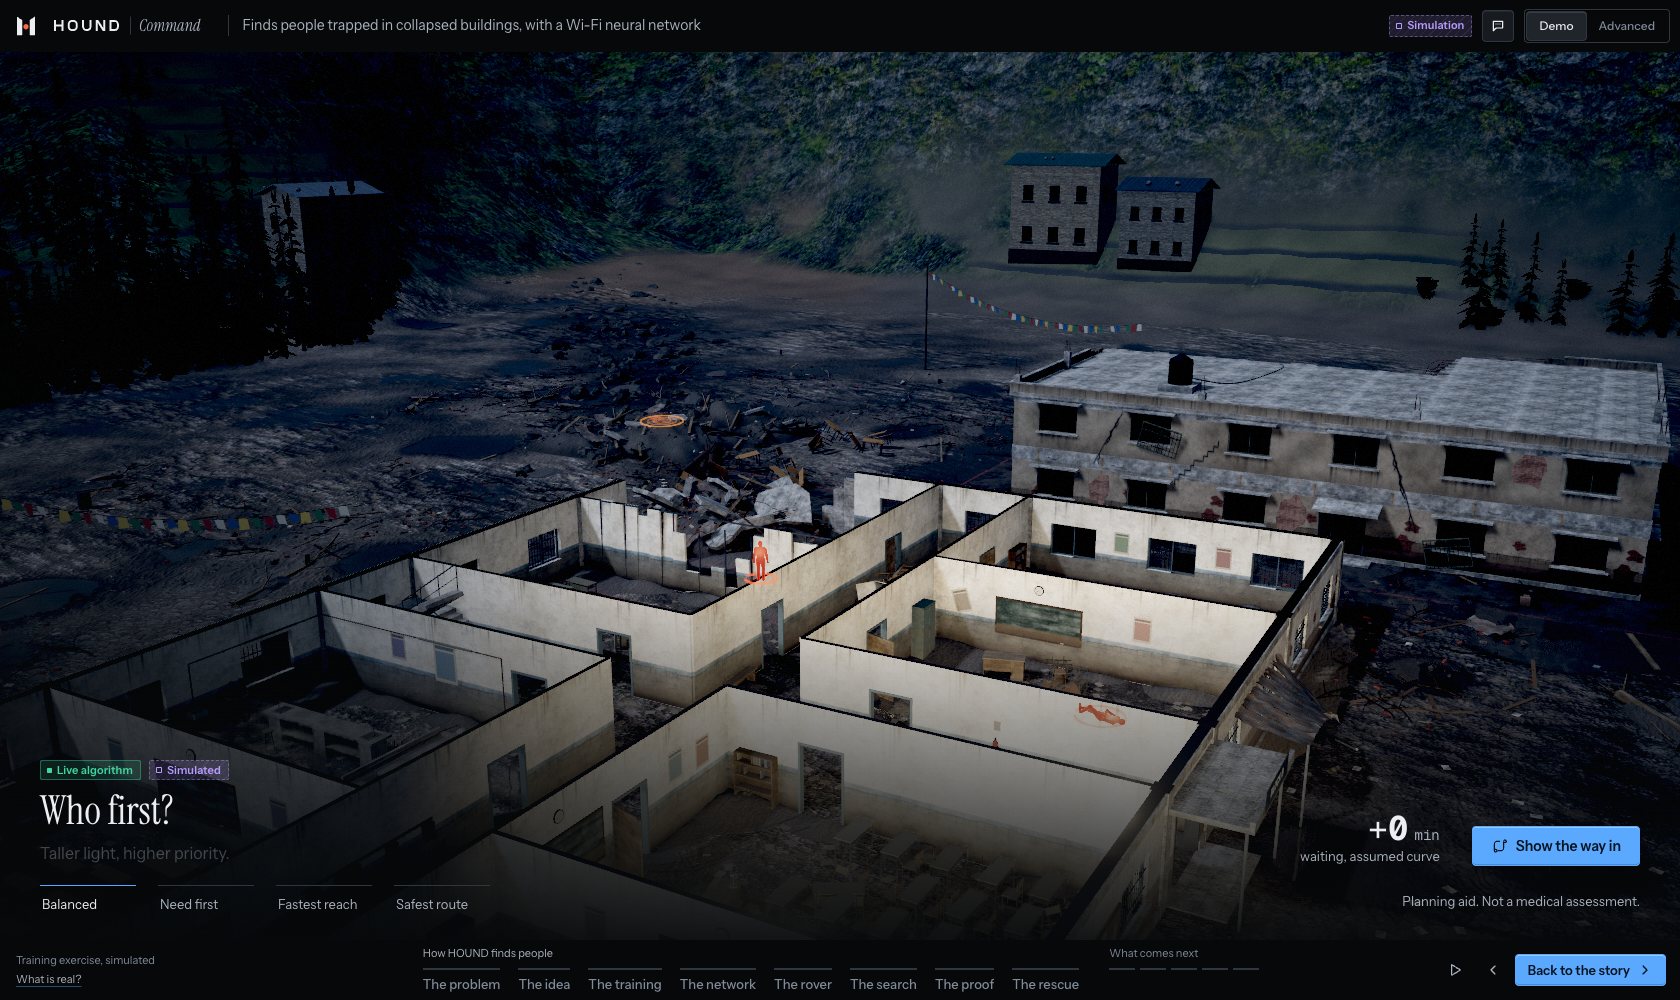 HOUND Command
Finds people trapped in collapsed buildings, with a Wi-Fi neural network
Simulation
Demo
Advanced
Live algorithm
Simulated
Who first?
Taller light, higher priority.
Balanced
Need first
Fastest reach
Safest route
+0 min
waiting, assumed curve
Show the way in
Planning aid. Not a medical assessment.
Training exercise, simulated
What is real?
How HOUND finds people
The problem
The idea
The training
The network
The rover
The search
The proof
The rescue
What comes next
Back to the story